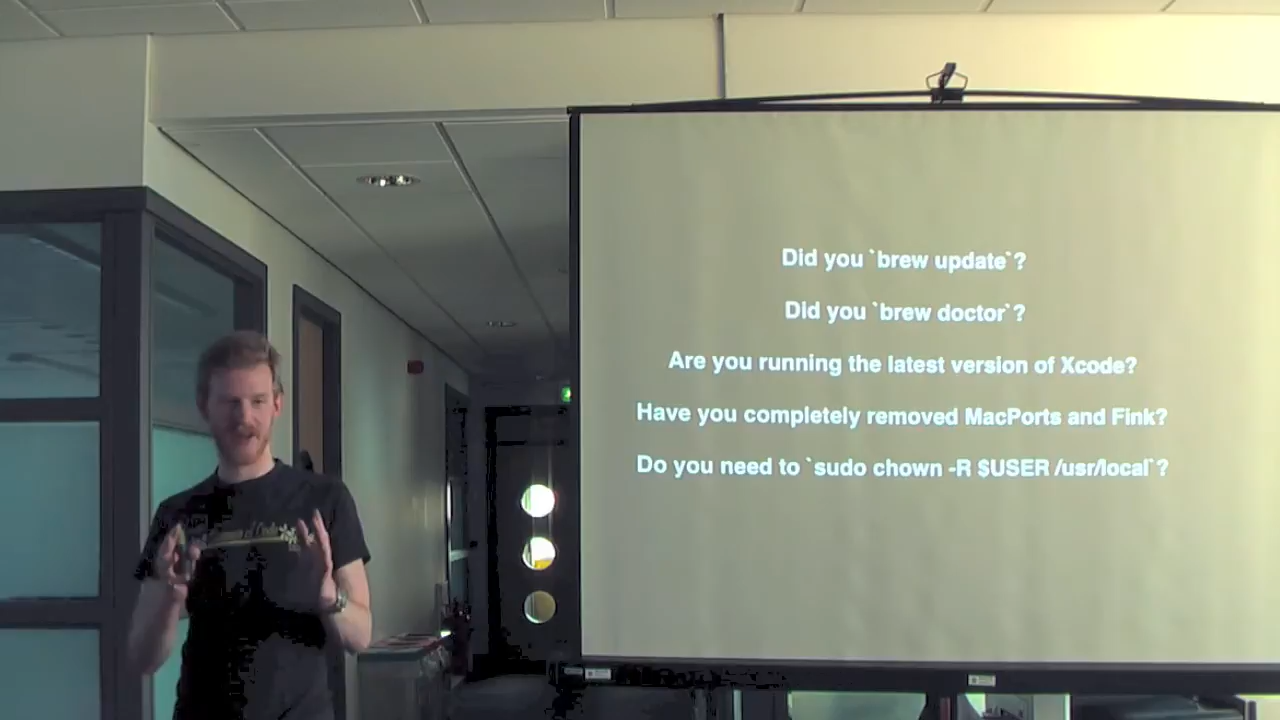 Did you `brew update`?
Did you `brew doctor`?
Are you running the latest version of Xcode?
Have you completely removed MacPorts and Fink?
Do you need to `sudo chown -R $USER /usr/local`?